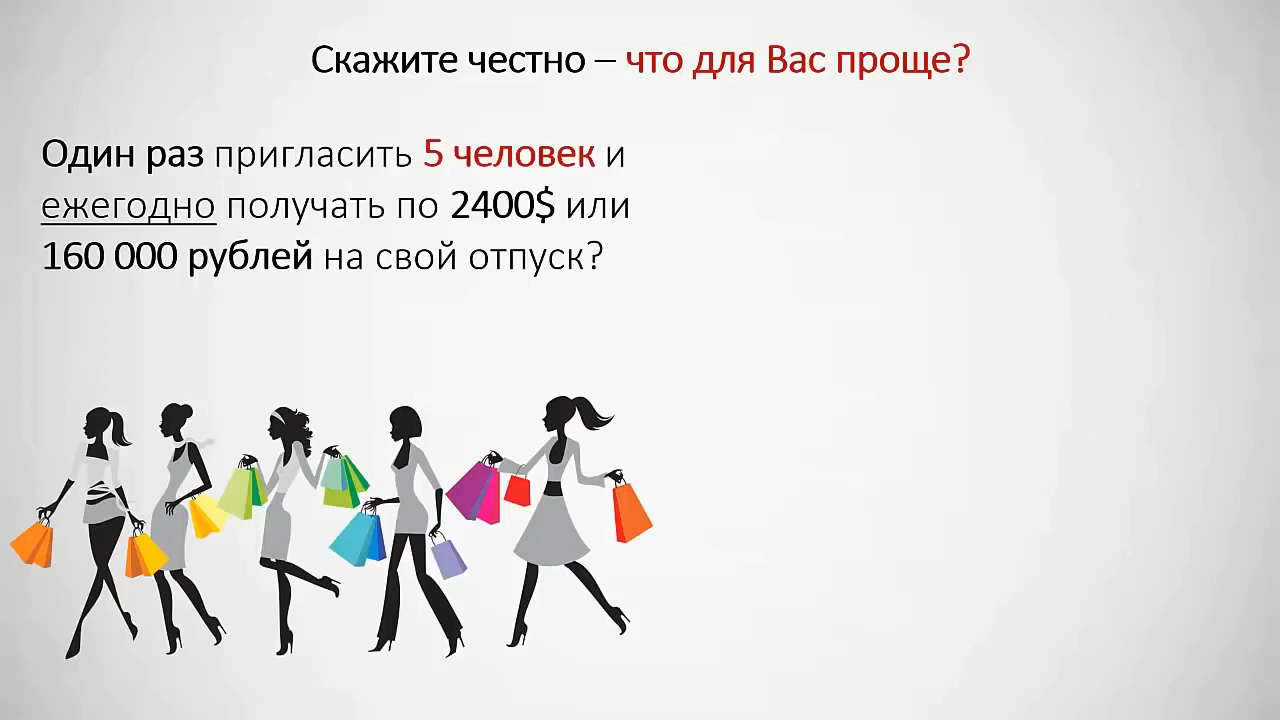 Скажите честно – что для Вас проще?
Один раз пригласить 5 человек и
ежегодно получать по 2400$ или
160 000 рублей на свой отпуск?